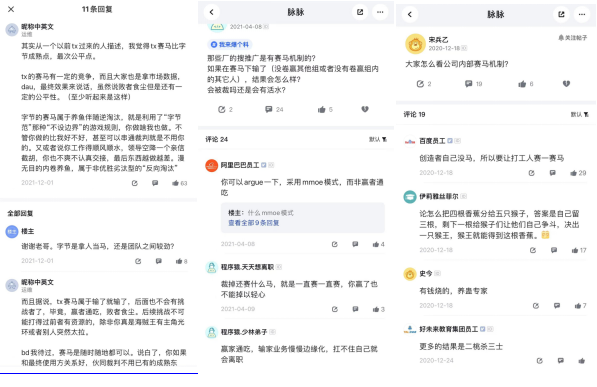 11条回复
昵称中英文
运维
其实从一个以前tx过来的人描述，我觉得tx赛马比字
节成熟点，最次公平点。
tx的赛马有一定的竞争，而且大家也是拿市场数据，
dau，最终效果来说话，虽然说败者食尘但是还有一
定的公平性。（至少听起来是这样）
字节的赛马属于养鱼伴随逆淘汰，就是利用了“字节
范”那种“不设边界”的游戏规则，你做踏我也做。不
管你做的比我好不好，甚至可以串通裁判就是不用你
的。又或者说你工作得顺风顺水，领导空降一个亲信
截胡，你也不爽不认真交接，最后东西越做越差。漫
无目的内卷养鱼，属于非优胜劣汰型的“反向淘汰”
2021-12-01
63
全部回复
楼主
谢谢老哥。字节是拿人当马，还是团队之间较劲？
2021-12-01
8
昵称中英文
运维
而且据说，tx赛马属于输了就输了，后面也不会有挑
战者了，毕竟，赢者通吃，败者食尘。后续挑战不可
能打得过前者有资源的，除非你真是海贼王有主角光
环或者别人突然太拉。
bd我待过，赛马是随时随地都可以，说白了，你如果
和最终使用方关系好，伙同裁判不用已有的成熟东
脉脉
2021-04-08
我来爆个料
那些厂的搜推广是有赛马机制的？
如果在赛马下输了（没卷赢其他组或者没有卷赢组内
的其它人），结果会怎么样？
会被裁吗还是会有活水？
2
24
5
评论 24
默认
阿里巴巴员工
你可以argue一下，采用mmoe模式，而非赢者通
吃
楼主：什么mmoe模式
查看全部9条回复
2021-04-08
4
程序猿.天天想离职
裁掉还赛什么马，就是一直赛一直赛，你赢了也不
能掉以轻心
2021-04-09
3
程序猿.少林弟子
赢家通吃，输家业务慢慢边缘化，扛不住自己就
会离职
脉脉
宋兵乙
2020-12-18
关注帖子
大家怎么看公司内部赛马机制？
2
19
6
评论 19
默认
百度员工
创造者自己没马，所以要让打工人赛一赛马
2020-12-18
29
伊莉雅丝菲尔
论怎么把四根香蕉分给五只猴子，答案是自己留
三根，剩下一根给猴子们让他们自己争斗，决出
一只猴王，猴王就能得到这根香蕉。
2020-12-18
17
史今
有钱烧的，养蛊专家
2020-12-18
7
好未来教育集团员工
更多的结果是二桃杀三士
2020-12-24